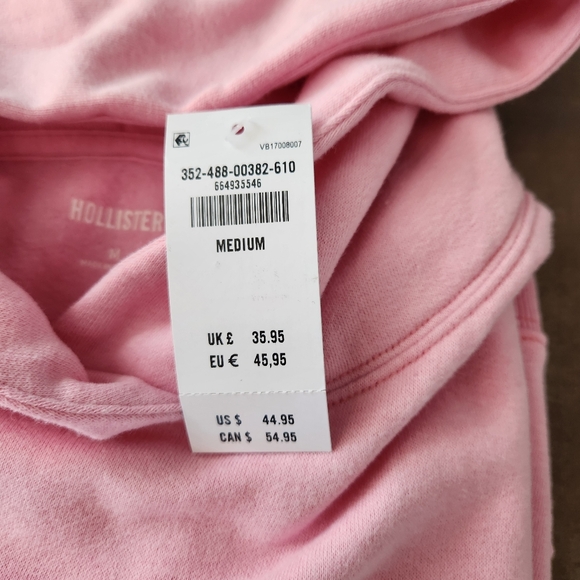 VB17008007
352-488-00382-610
664935546
HOLLISTER
M
MEDIUM
UK £ 35.95
EU € 45,95
US $ 44.95
CAN $ 54.95